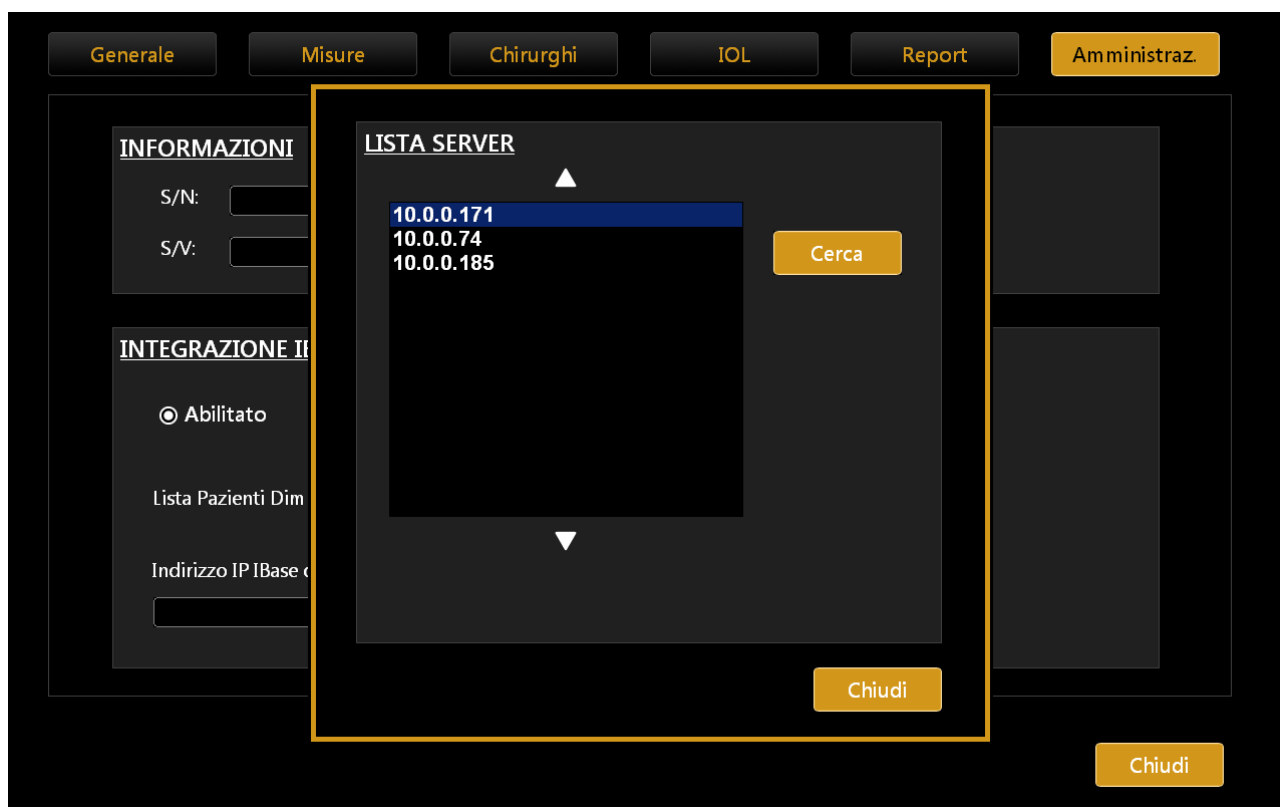 Generale Misure Chirurghi IOL Report Amministraz.
INFORMAZIONI
S/N:
S/V:
INTEGRAZIONE
Abilitato
Lista Pazienti Dim
Indirizzo IP IBase
LISTA SERVER
10.0.0.171
10.0.0.74
10.0.0.185
Cerca
Chiudi
Chiudi